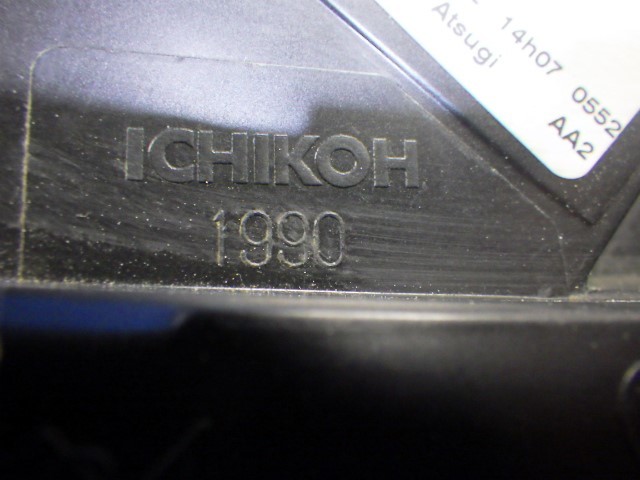 14h07 0552
Atsugi
AA2
ICHIKOH
1990